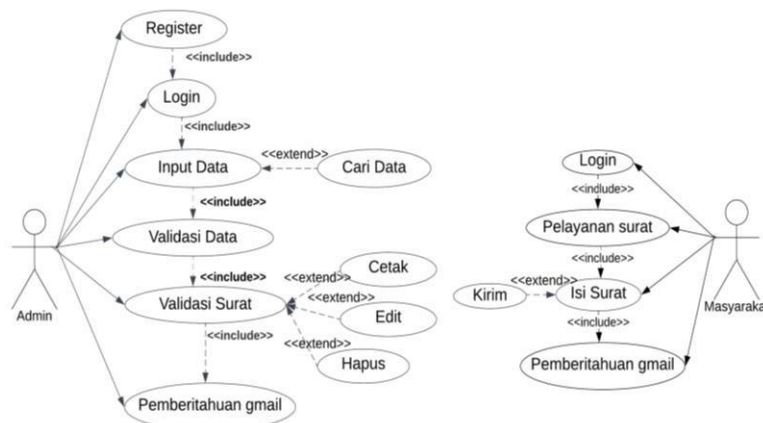 Register
<<include>>
Login
<<include>>
Input Data
<<extend>>
Cari Data
<<include>>
Validasi Data
<<include>>
Validasi Surat
<<extend>>
Cetak
<<extend>>
Edit
<<extend>>
Hapus
<<include>>
Pemberitahuan gmail
Admin
Login
<<include>>
Pelayanan surat
<<include>>
Kirim
<<extend>>
Isi Surat
<<include>>
Pemberitahuan gmail
Masyaraka